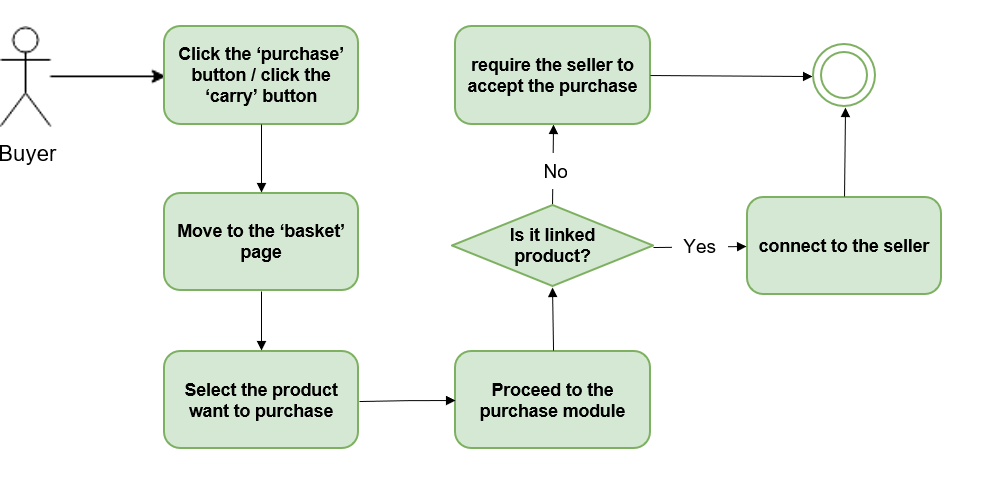 Buyer
Click the ‘purchase’
button / click the
‘carry’ button
Move to the ‘basket’
page
Select the product
want to purchase
Proceed to the
purchase module
Is it linked
product?
No
require the seller to
accept the purchase
Yes
connect to the seller